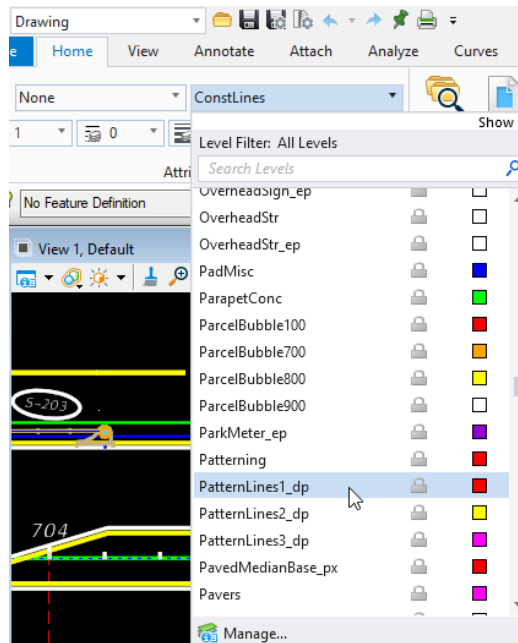 Drawing
Home View Annotate Attach Analyze Curves
None
ConstLines
1
0
Show
Level Filter: All Levels
Attri
Search Levels
No Feature Definition
OverheadSign_ep
OverheadStr
OverheadStr_ep
View 1, Default
PadMisc
ParapetConc
ParcelBubble100
ParcelBubble700
ParcelBubble800
ParcelBubble900
S-203
ParkMeter_ep
Patterning
PatternLines1_dp
PatternLines2_dp
704
PatternLines3_dp
PavedMedianBase_px
Pavers
Manage...